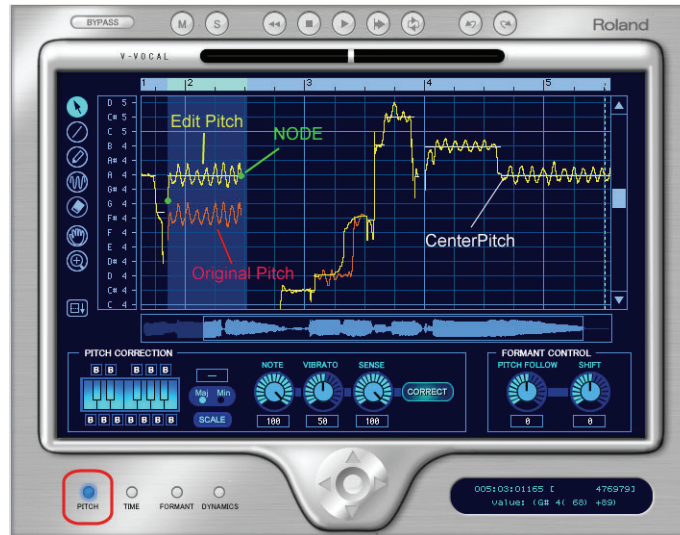 BYPASS M S Roland
V-VOCAL
1 2 3 4 5
D 5
C# 5
C 5
B 4
A# 4
A 4
G# 4
G 4
F# 4
F 4
E 4
D# 4
D 4
C# 4
C 4
Edit Pitch
NODE
Original Pitch
CenterPitch
PITCH CORRECTION
B B B B B
B B B B B B B
Maj Min
SCALE
NOTE VIBRATO SENSE
100 50 100
CORRECT
FORMANT CONTROL
PITCH FOLLOW SHIFT
0 0
PITCH TIME FORMANT DYNAMICS
005:03:01165 [ 476979]
value: (G# 4( 68) +89)